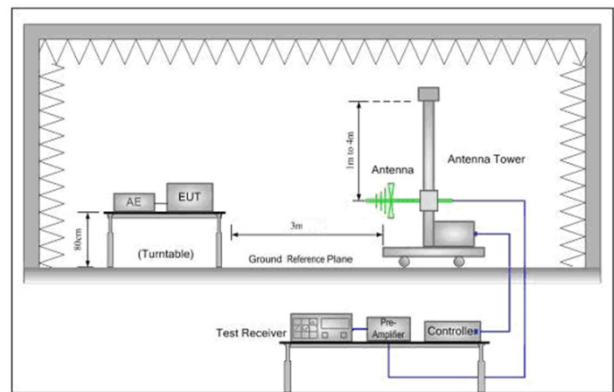 1m to 4m
Antenna
Antenna Tower
AE
EUT
80cm
(Turntable)
3m
Ground Reference Plane
Test Receiver
Pre-
Amplifier
Controller